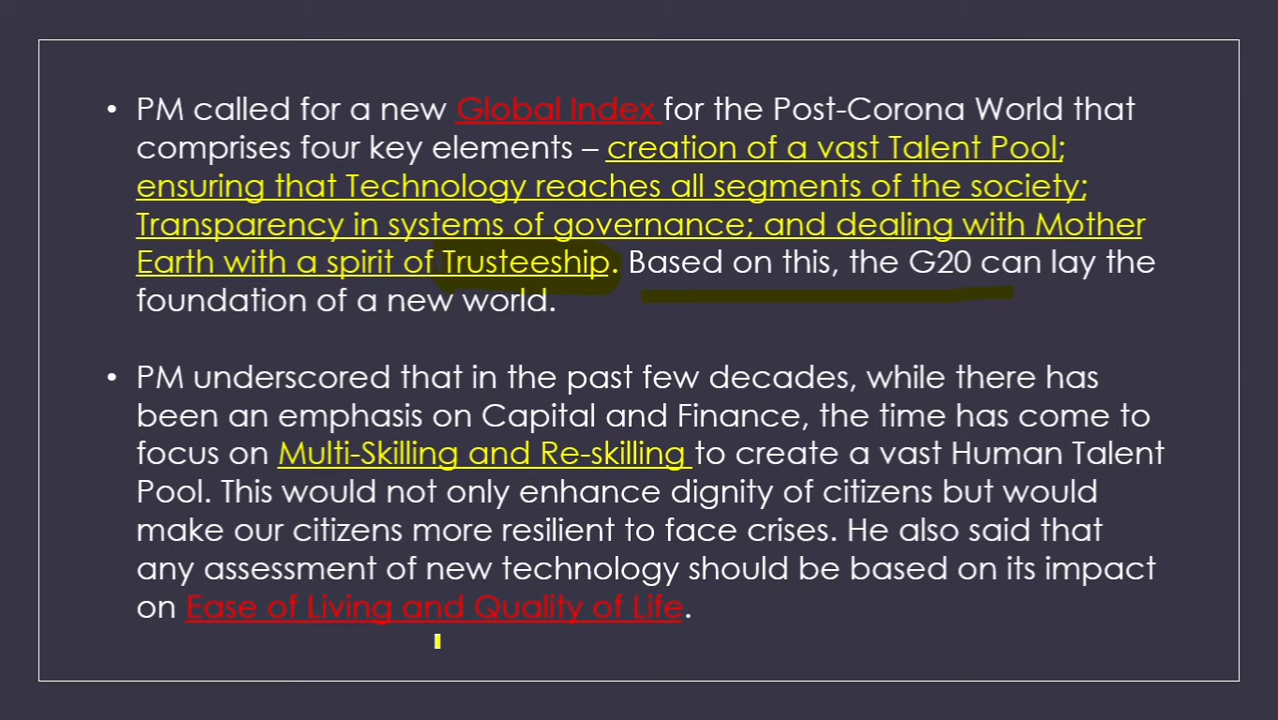 • PM called for a new Global Index for the Post-Corona World that
comprises four key elements – creation of a vast Talent Pool;
ensuring that Technology reaches all segments of the society;
Transparency in systems of governance; and dealing with Mother
Earth with a spirit of Trusteeship. Based on this, the G20 can lay the
foundation of a new world.
• PM underscored that in the past few decades, while there has
been an emphasis on Capital and Finance, the time has come to
focus on Multi-Skilling and Re-skilling to create a vast Human Talent
Pool. This would not only enhance dignity of citizens but would
make our citizens more resilient to face crises. He also said that
any assessment of new technology should be based on its impact
on Ease of Living and Quality of Life.